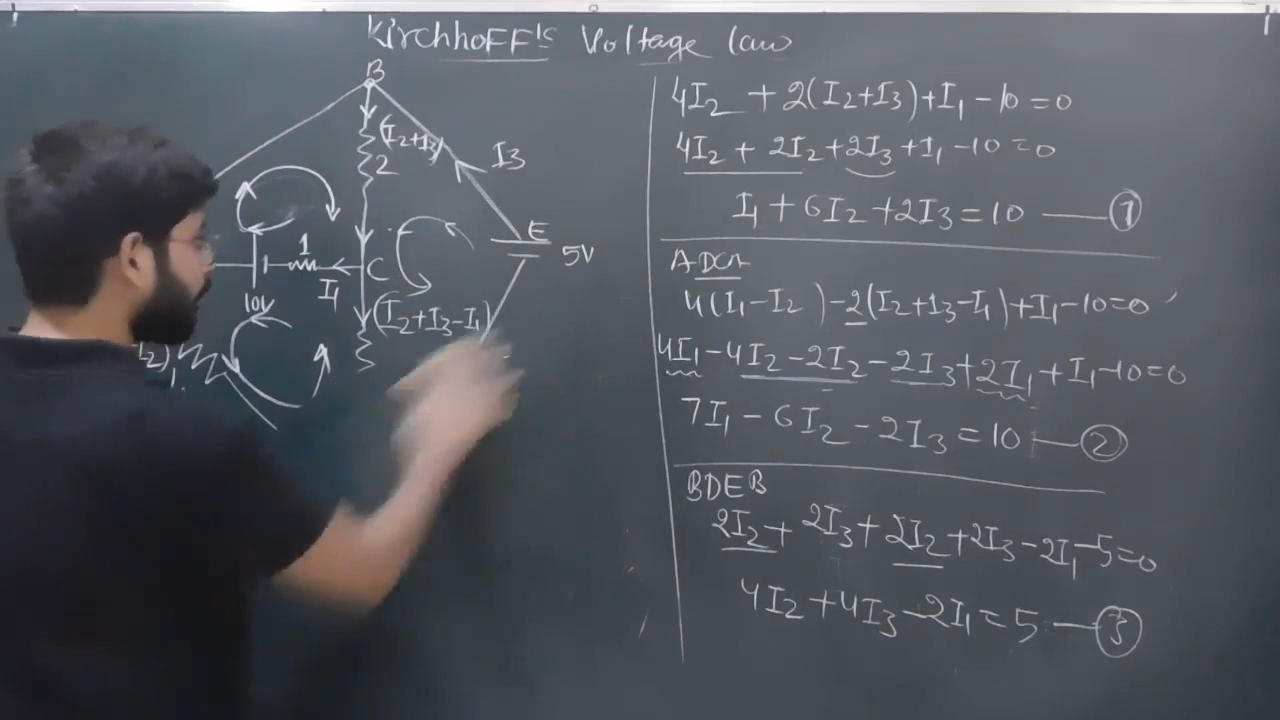 KirchhoFF's Voltage law
B
(I₂+I₃)
2
I₃
E
5V
1
C
I₁
10V
(I₂+I₃-I₁)
4I₂ + 2(I₂+I₃)+I₁-10=0
4I₂ + 2I₂+2I₃+I₁-10=0
I₁+6I₂+2I₃=10 — ①
ADCA
4(I₁-I₂)-2(I₂+I₃-I₁)+I₁-10=0
4I₁-4I₂-2I₂-2I₃+2I₁+I₁-10=0
7I₁-6I₂-2I₃=10 — ②
BDEB
2I₂+2I₃+2I₂+2I₃-2I₁-5=0
4I₂+4I₃-2I₁=5 — ③